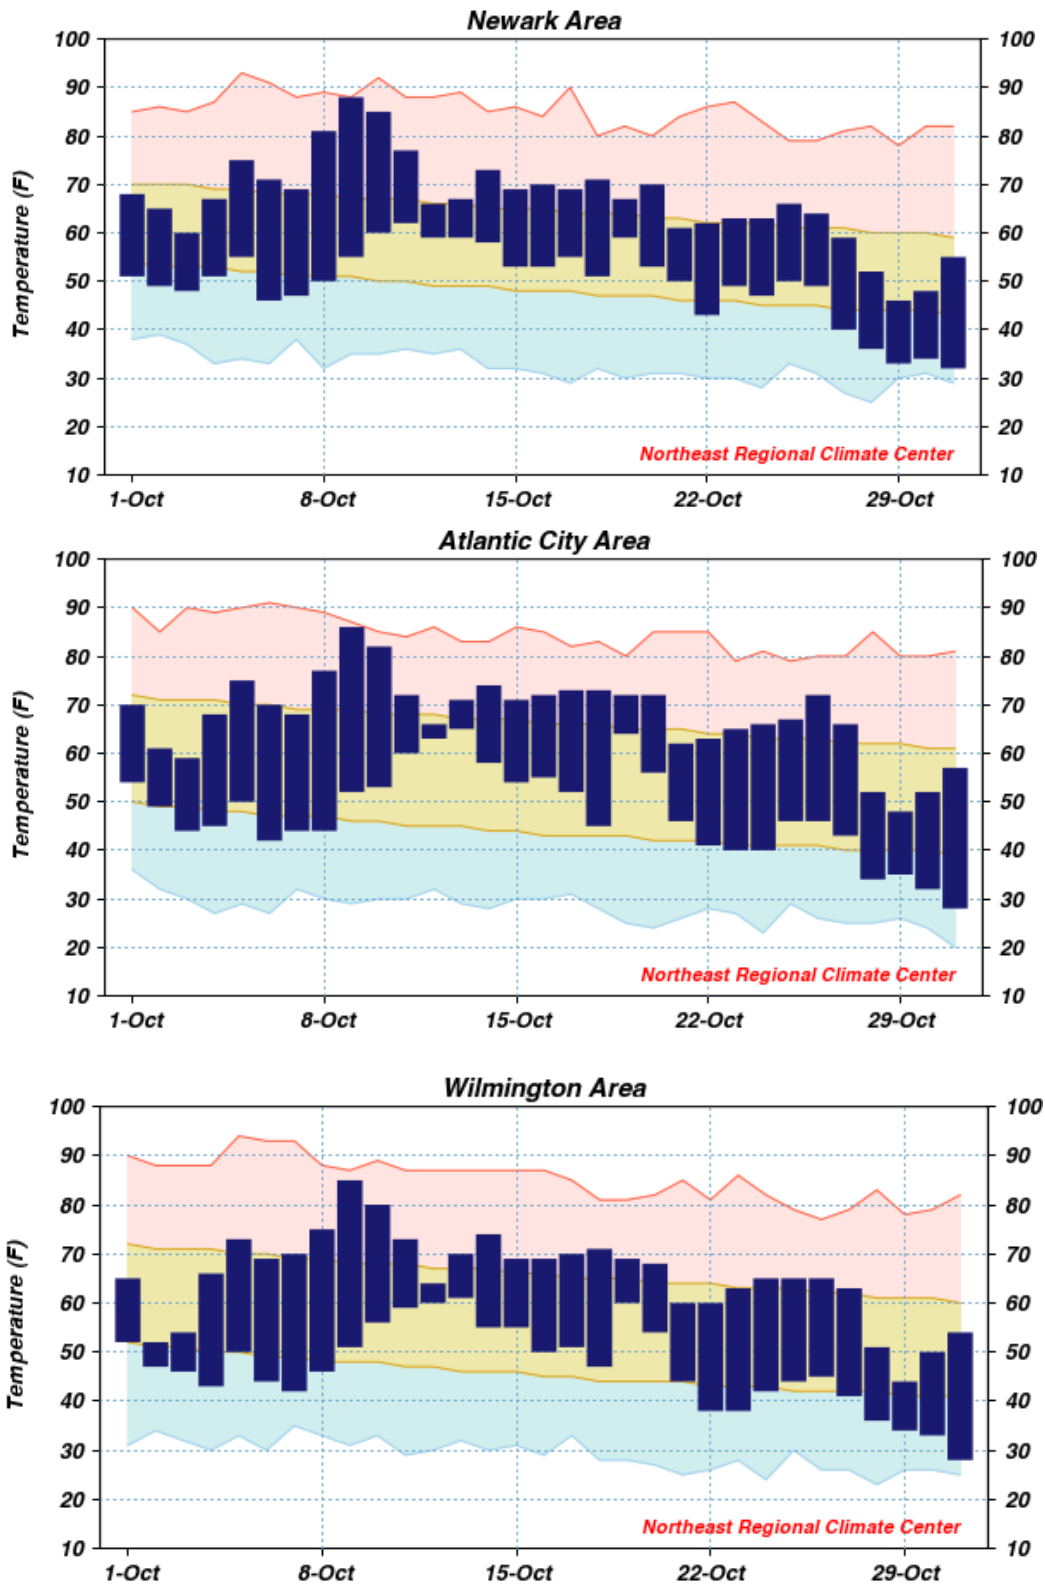 Newark Area
100 100
90 90
80 80
70 70
60 60
50 50
40 40
30 30
20 20
10 10
Temperature (F)
Northeast Regional Climate Center
1-Oct 8-Oct 15-Oct 22-Oct 29-Oct
Atlantic City Area
100 100
90 90
80 80
70 70
60 60
50 50
40 40
30 30
20 20
10 10
Temperature (F)
Northeast Regional Climate Center
1-Oct 8-Oct 15-Oct 22-Oct 29-Oct
Wilmington Area
100 100
90 90
80 80
70 70
60 60
50 50
40 40
30 30
20 20
10 10
Temperature (F)
Northeast Regional Climate Center
1-Oct 8-Oct 15-Oct 22-Oct 29-Oct